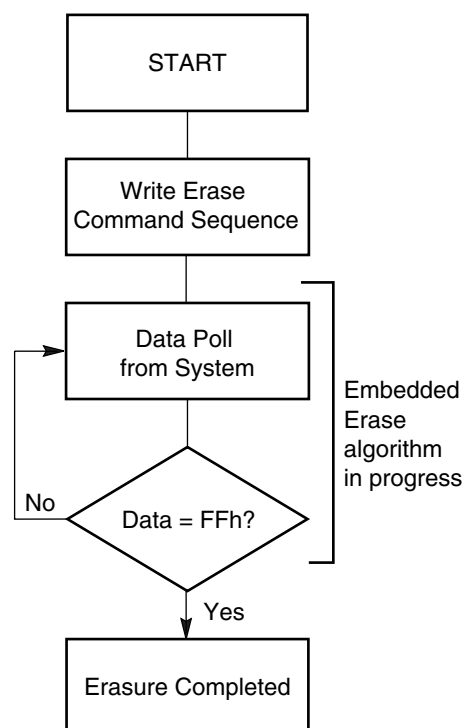 START
Write Erase
Command Sequence
Data Poll
from System
Embedded
Erase
algorithm
in progress
No
Data = FFh?
Yes
Erasure Completed